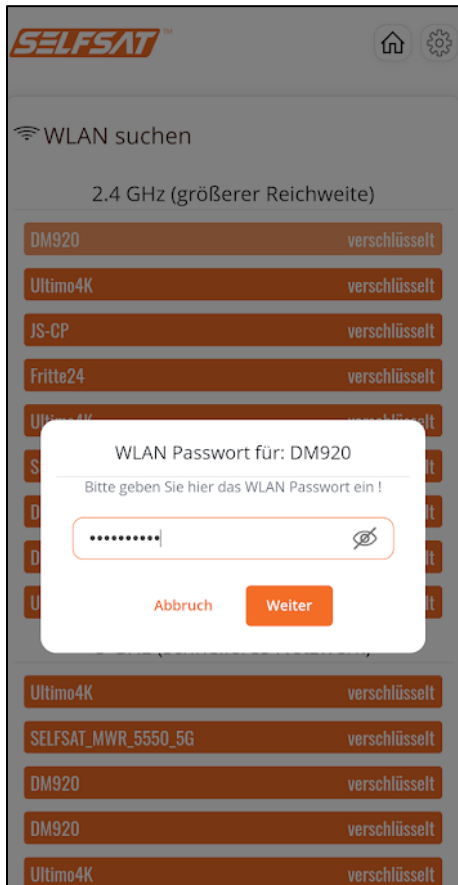 SELFSAT™
WLAN suchen
2.4 GHz (größerer Reichweite)
DM920 verschlüsselt
Ultimo4K verschlüsselt
JS-CP verschlüsselt
Fritte24 verschlüsselt
WLAN Passwort für: DM920
Bitte geben Sie hier das WLAN Passwort ein !
••••••••••
Abbruch Weiter
Ultimo4K verschlüsselt
SELFSAT_MWR_5550_5G verschlüsselt
DM920 verschlüsselt
DM920 verschlüsselt
Ultimo4K verschlüsselt